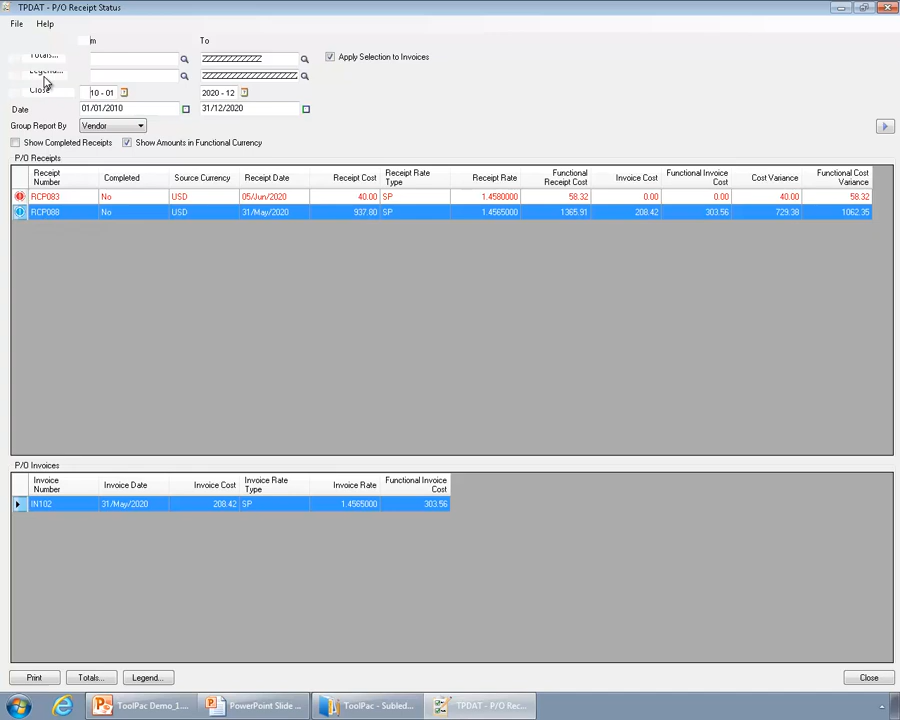 TPDAT - P/O Receipt Status
File Help
m To
Totals... ZZZZZZZZZZZZ Apply Selection to Invoices
Legend... ZZZZZZZZZZZZZZZZZZ
Close 10 - 01 2020 - 12
Date 01/01/2010 31/12/2020
Group Report By Vendor
Show Completed Receipts Show Amounts in Functional Currency
P/O Receipts
Receipt Number Completed Source Currency Receipt Date Receipt Cost Receipt Rate Type Receipt Rate Functional Receipt Cost Invoice Cost Functional Invoice Cost Cost Variance Functional Cost Variance
RCP083 No USD 05/Jun/2020 40.00 SP 1.4580000 58.32 0.00 0.00 40.00 58.32
RCP088 No USD 31/May/2020 937.80 SP 1.4565000 1365.91 208.42 303.56 729.38 1062.35
P/O Invoices
Invoice Number Invoice Date Invoice Cost Invoice Rate Type Invoice Rate Functional Invoice Cost
IN102 31/May/2020 208.42 SP 1.4565000 303.56
Print Totals... Legend... Close
ToolPac Demo_1... PowerPoint Slide ... ToolPac - Subled... TPDAT - P/O Rec...